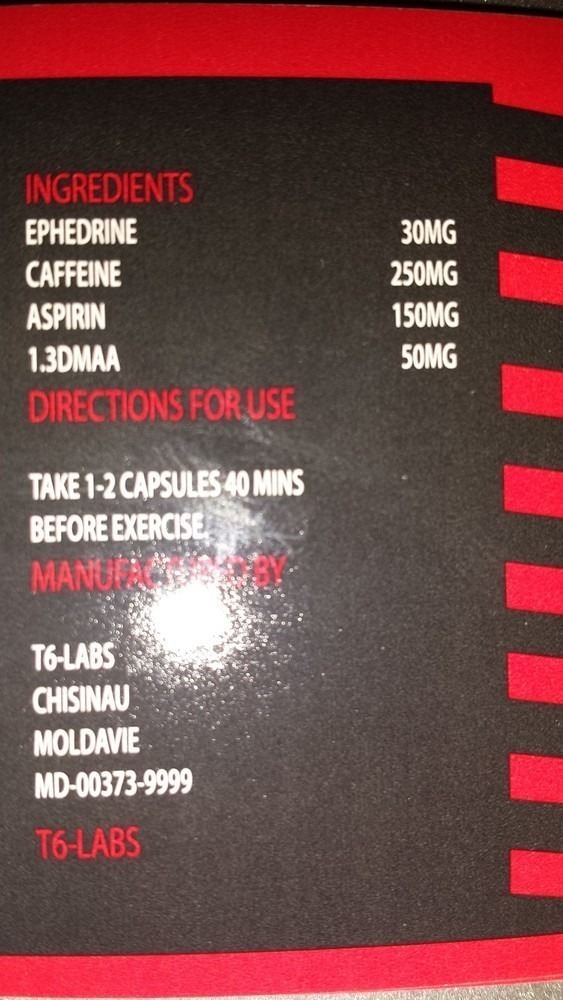 INGREDIENTS
EPHEDRINE 30MG
CAFFEINE 250MG
ASPIRIN 150MG
1.3DMAA 50MG
DIRECTIONS FOR USE
TAKE 1-2 CAPSULES 40 MINS
BEFORE EXERCISE.
MANUFACTURED BY
T6-LABS
CHISINAU
MOLDAVIE
MD-00373-9999
T6-LABS